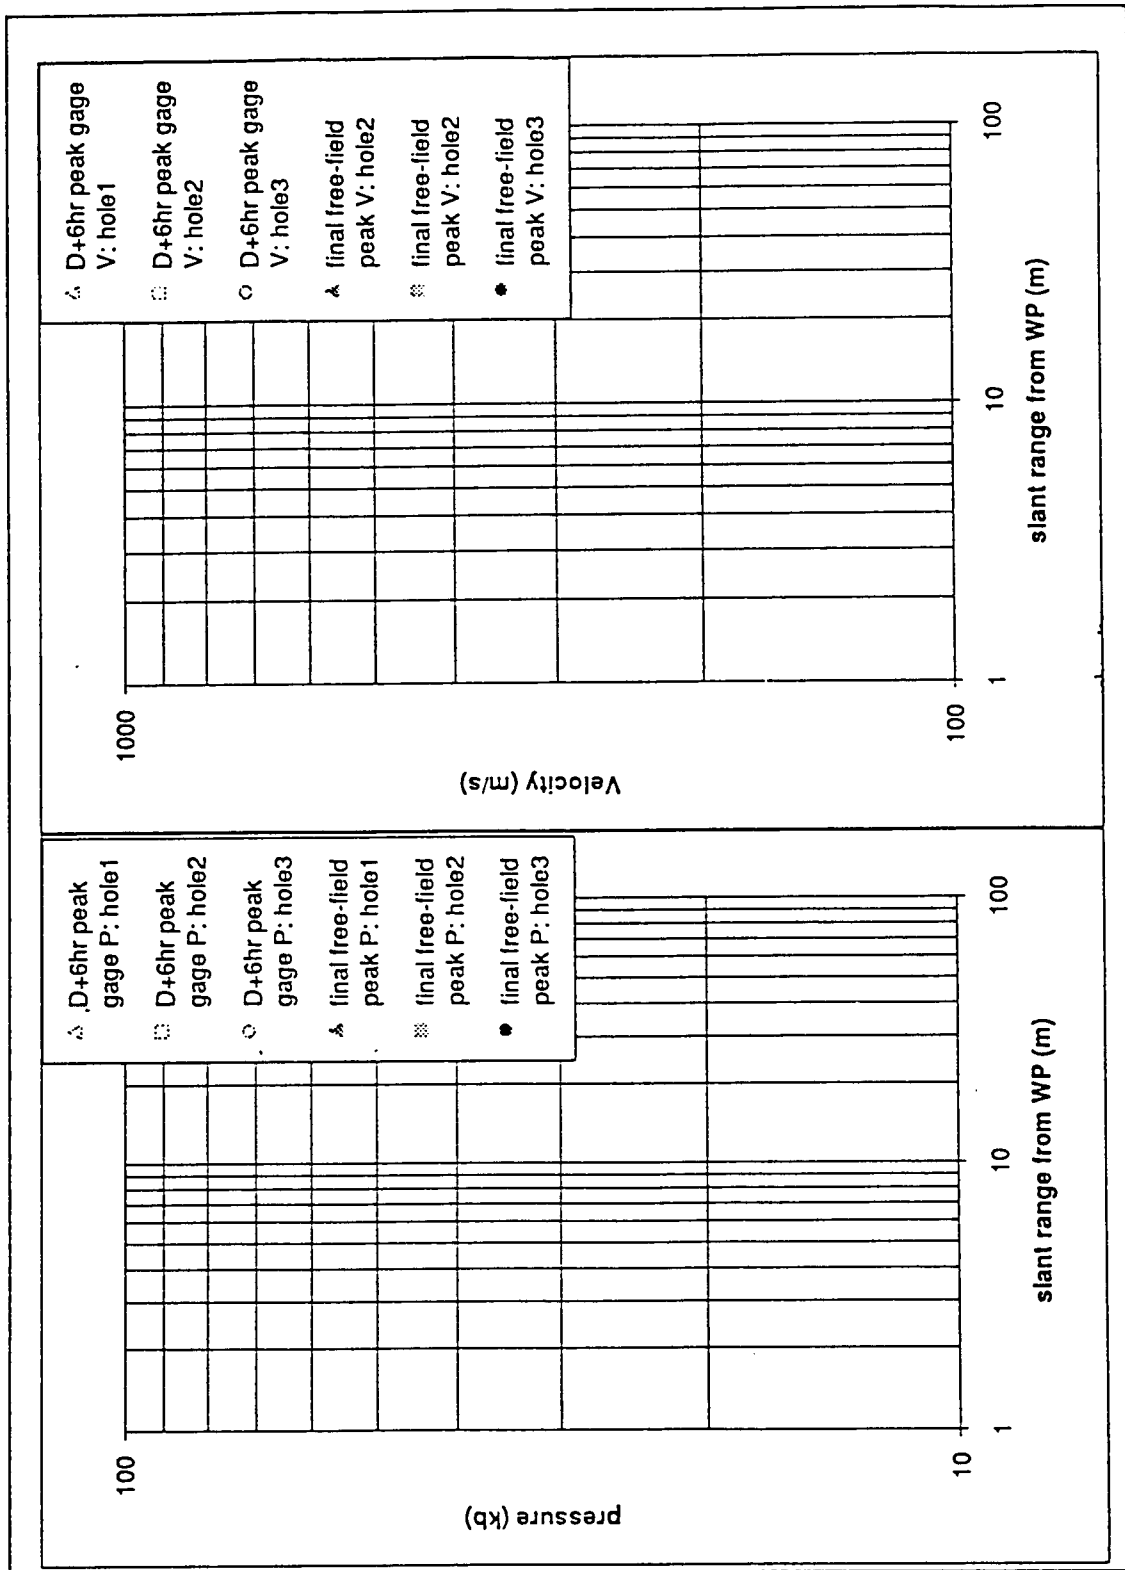 100
10
pressure (kb)
1
10
100
slant range from WP (m)
D+6hr peak
gage P: hole1
D+6hr peak
gage P: hole2
D+6hr peak
gage P: hole3
final free-field
peak P: hole1
final free-field
peak P: hole2
final free-field
peak P: hole3
1000
100
Velocity (m/s)
1
10
100
slant range from WP (m)
D+6hr peak gage
V: hole1
D+6hr peak gage
V: hole2
D+6hr peak gage
V: hole3
final free-field
peak V: hole2
final free-field
peak V: hole2
final free-field
peak V: hole3